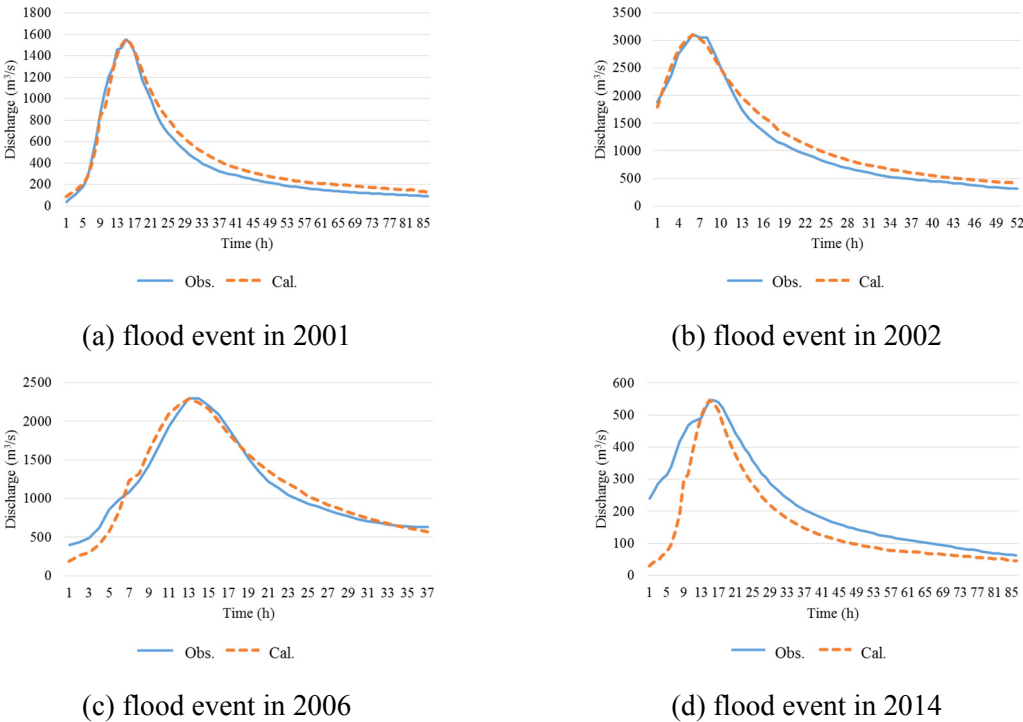 1800
1600
1400
1200
1000
800
600
400
200
0
Discharge (m³/s)
1 5 9 13 17 21 25 29 33 37 41 45 49 53 57 61 65 69 73 77 81 85
Time (h)
Obs. Cal.
(a) flood event in 2001
3500
3000
2500
2000
1500
1000
500
0
Discharge (m³/s)
1 4 7 10 13 16 19 22 25 28 31 34 37 40 43 46 49 52
Time (h)
Obs. Cal.
(b) flood event in 2002
2500
2000
1500
1000
500
0
Discharge (m³/s)
1 3 5 7 9 11 13 15 17 19 21 23 25 27 29 31 33 35 37
Time (h)
Obs. Cal.
(c) flood event in 2006
600
500
400
300
200
100
0
Discharge (m³/s)
1 5 9 13 17 21 25 29 33 37 41 45 49 53 57 61 65 69 73 77 81 85
Time (h)
Obs. Cal.
(d) flood event in 2014